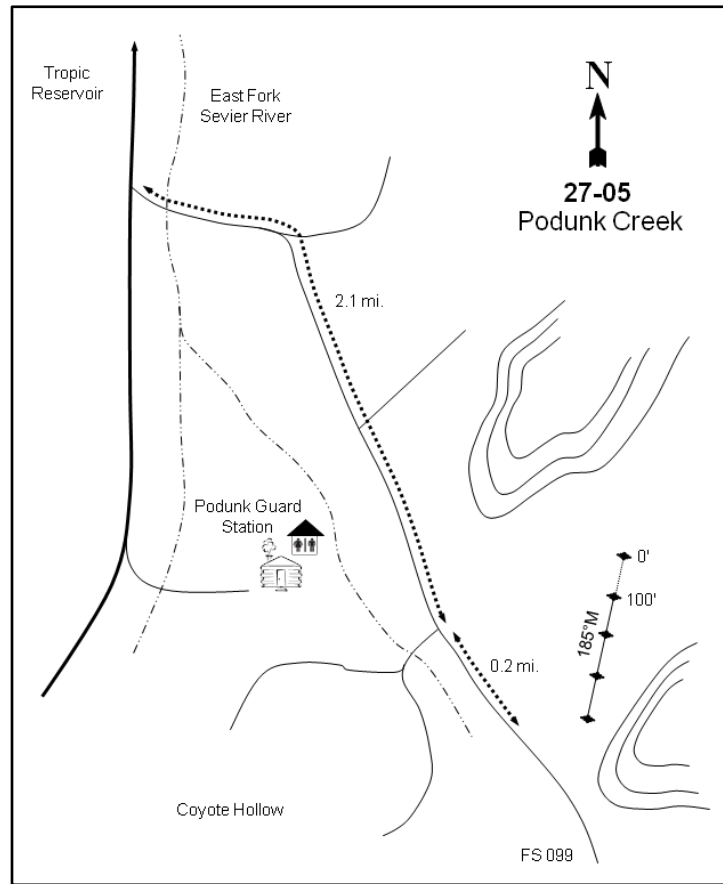 Tropic
Reservoir
East Fork
Sevier River
N
27-05
Podunk Creek
2.1 mi.
Podunk Guard
Station
0'
100'
185°M
0.2 mi.
Coyote Hollow
FS 099